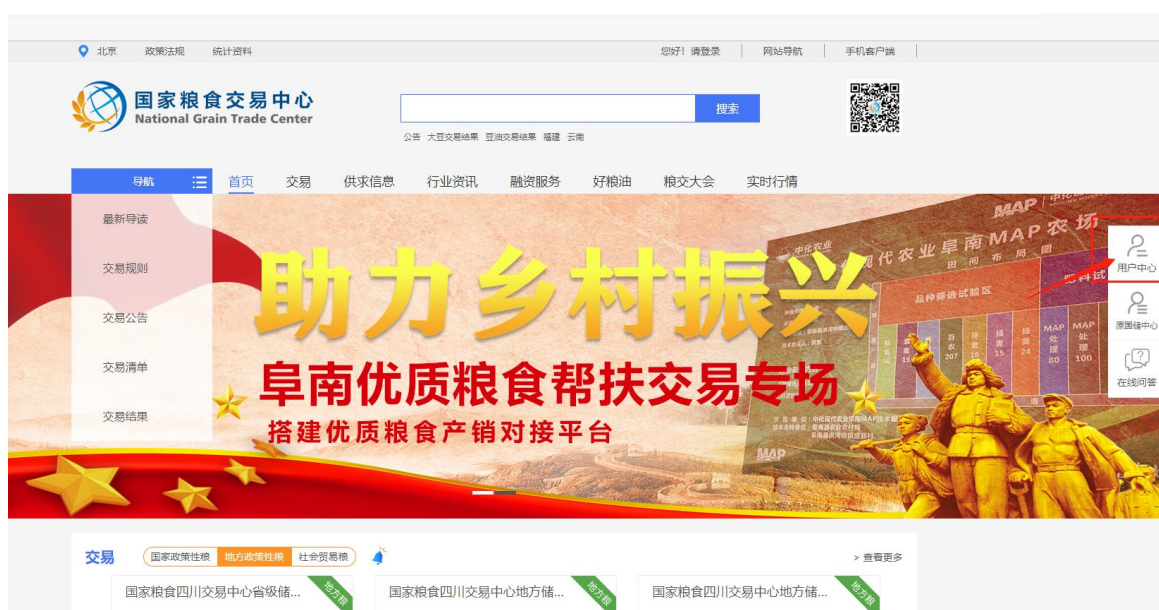 北京 政策法规 统计资料 您好！请登录 网站导航 手机客户端
国家粮食交易中心
National Grain Trade Center
搜索
公告 大豆交易结果 豆油交易结果 福建 云南
导航 首页 交易 供求信息 行业资讯 融资服务 好粮油 粮交大会 实时行情
最新导读
交易规则
交易公告
交易清单
交易结果
助力乡村振兴
阜南优质粮食帮扶交易专场
搭建优质粮食产销对接平台
MAP
中化农业
现代农业阜南MAP农场
田间布局图
品种筛选试验区
MAP
用户中心
原国储中心
在线问答
交易 国家政策性粮 地方政策性粮 社会贸易粮 > 查看更多
国家粮食四川交易中心省级储... 地方粮
国家粮食四川交易中心地方储... 地方粮
国家粮食四川交易中心地方储... 地方粮